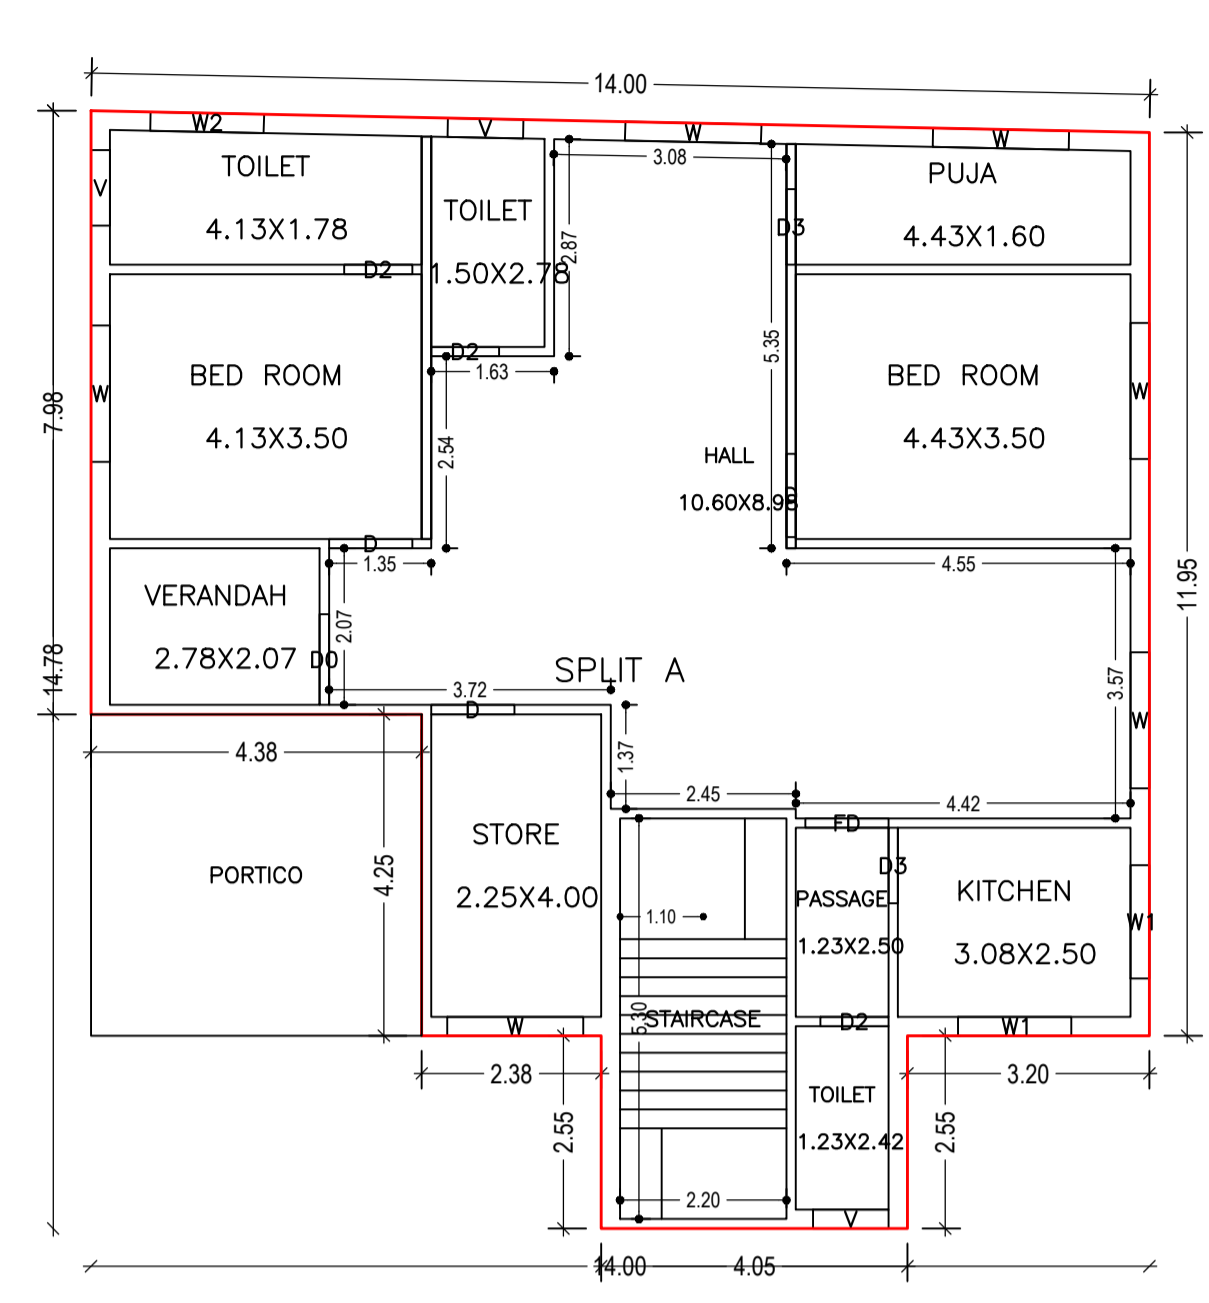 14.00
W2
V
W
W
TOILET
4.13X1.78
V
TOILET
1.50X2.78
3.08
2.87
PUJA
4.43X1.60
D3
D2
D2
1.63
5.35
BED ROOM
4.13X3.50
W
7.98
2.54
BED ROOM
4.43X3.50
W
HALL
10.60X8.98
D
D
1.35
4.55
11.95
VERANDAH
2.78X2.07
D0
2.07
14.78
SPLIT A
3.72
3.57
W
D
4.38
1.37
2.45
4.42
FD
STORE
2.25X4.00
PORTICO
4.25
D3
PASSAGE
1.23X2.50
1.10
KITCHEN
3.08X2.50
W1
5.30
STAIRCASE
W
D2
W1
2.38
3.20
TOILET
1.23X2.42
2.55
2.55
2.20
V
14.00
4.05